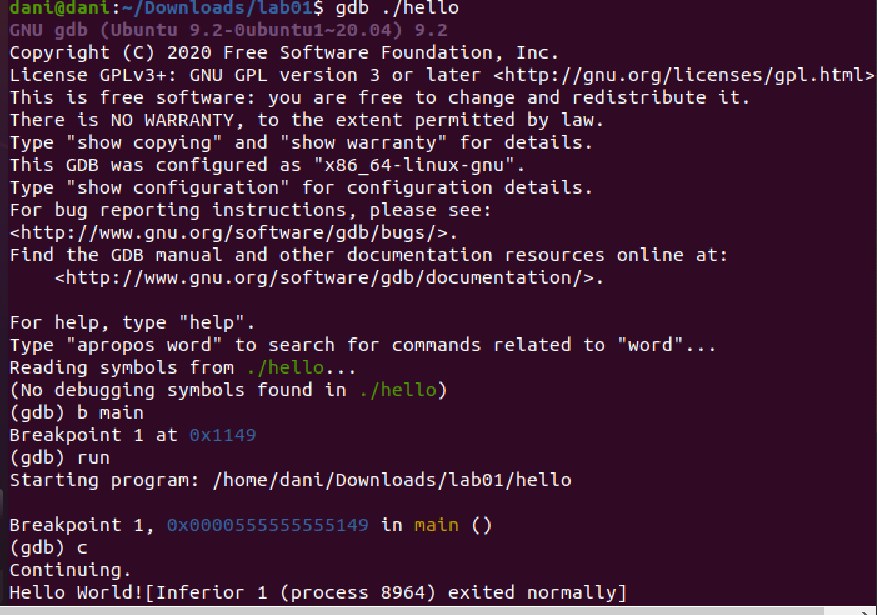 dani@dani:~/Downloads/lab01$ gdb ./hello
GNU gdb (Ubuntu 9.2-0ubuntu1~20.04) 9.2
Copyright (C) 2020 Free Software Foundation, Inc.
License GPLv3+: GNU GPL version 3 or later <http://gnu.org/licenses/gpl.html>
This is free software: you are free to change and redistribute it.
There is NO WARRANTY, to the extent permitted by law.
Type "show copying" and "show warranty" for details.
This GDB was configured as "x86_64-linux-gnu".
Type "show configuration" for configuration details.
For bug reporting instructions, please see:
<http://www.gnu.org/software/gdb/bugs/>.
Find the GDB manual and other documentation resources online at:
    <http://www.gnu.org/software/gdb/documentation/>.

For help, type "help".
Type "apropos word" to search for commands related to "word"...
Reading symbols from ./hello...
(No debugging symbols found in ./hello)
(gdb) b main
Breakpoint 1 at 0x1149
(gdb) run
Starting program: /home/dani/Downloads/lab01/hello

Breakpoint 1, 0x0000555555555149 in main ()
(gdb) c
Continuing.
Hello World![Inferior 1 (process 8964) exited normally]